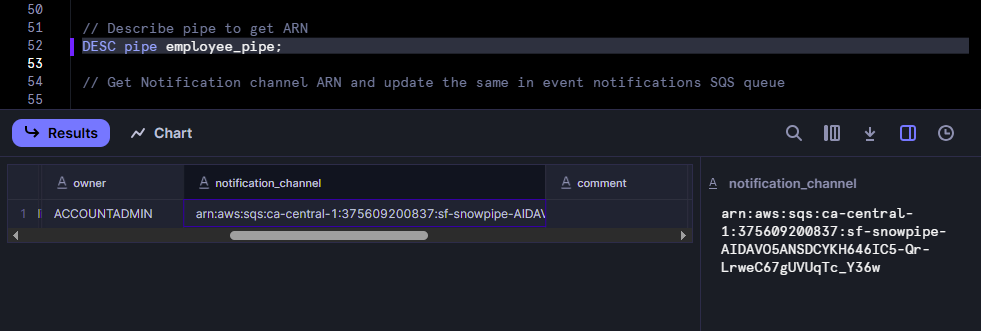 50
51 // Describe pipe to get ARN
52 DESC pipe employee_pipe;
53
54 // Get Notification channel ARN and update the same in event notifications SQS queue
55
Results Chart
A owner A notification_channel A comment
1 ACCOUNTADMIN arn:aws:sqs:ca-central-1:375609200837:sf-snowpipe-AIDAV
A notification_channel
arn:aws:sqs:ca-central-
1:375609200837:sf-snowpipe-
AIDAVO5ANSDCYKH646IC5-Qr-
LrweC67gUVUqTc_Y36w